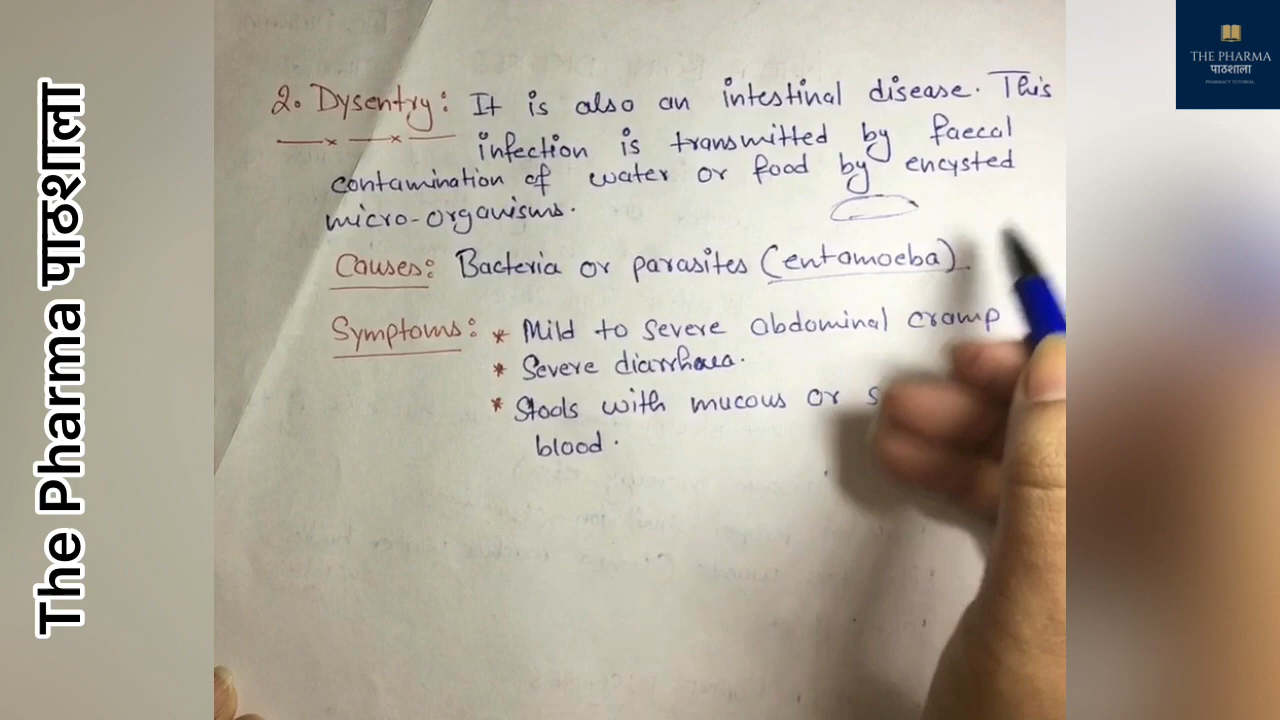 The Pharma पाठशाला
THE PHARMA
पाठशाला
PHARMACY TUTORIAL
2. Dysentry: It is also an intestinal disease. This
infection is transmitted by faecal
contamination of water or food by encysted
micro-organisms.
Causes: Bacteria or parasites (entamoeba).
Symptoms: * Mild to severe abdominal cramp
* Severe diarrhoea.
* Stools with mucous or
blood.